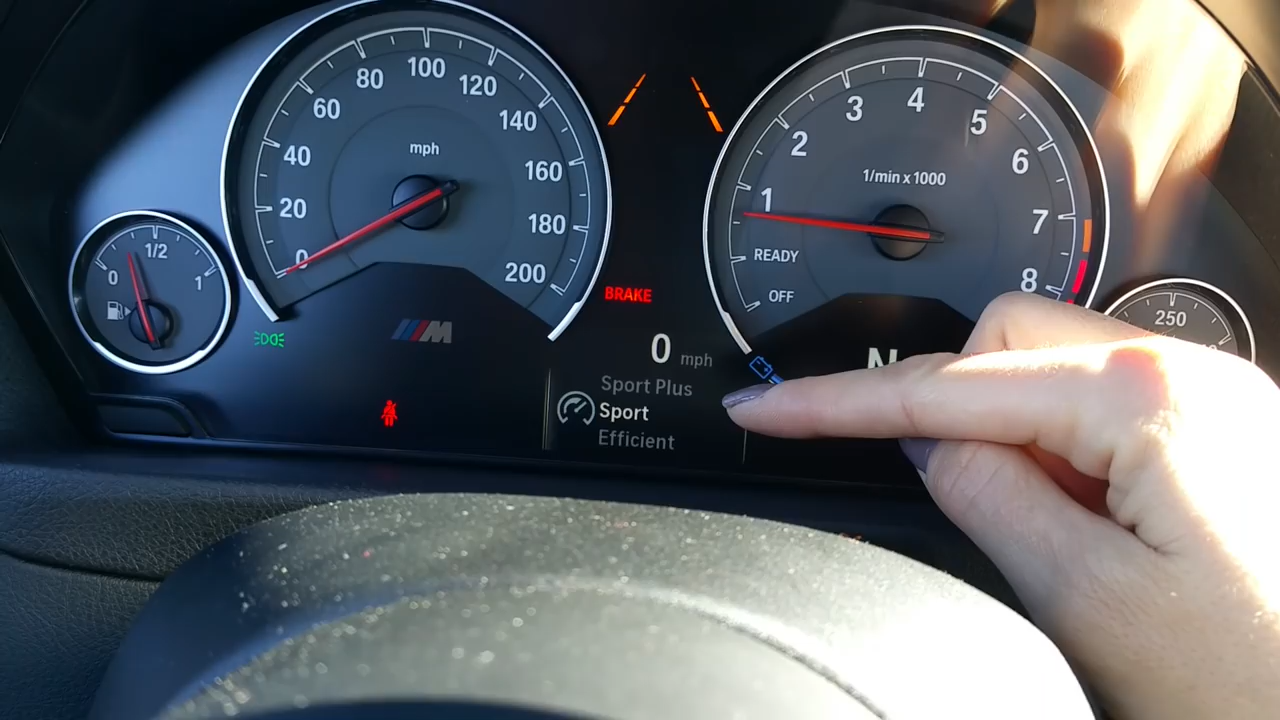 0
20
40
60
80
100
120
140
160
180
200
mph
0
1/2
1
M
BRAKE
0 mph
Sport Plus
Sport
Efficient
OFF
READY
1
2
3
4
5
6
7
8
1/min x 1000
N
250